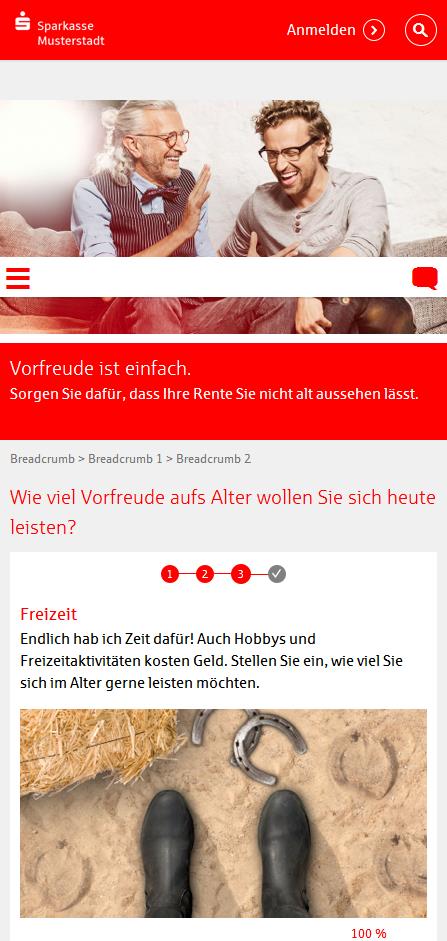 Sparkasse
Musterstadt
Anmelden
Vorfreude ist einfach.
Sorgen Sie dafür, dass Ihre Rente Sie nicht alt aussehen lässt.
Breadcrumb > Breadcrumb 1 > Breadcrumb 2
Wie viel Vorfreude aufs Alter wollen Sie sich heute
leisten?
1 2 3
Freizeit
Endlich hab ich Zeit dafür! Auch Hobbys und
Freizeitaktivitäten kosten Geld. Stellen Sie ein, wie viel Sie
sich im Alter gerne leisten möchten.
100 %